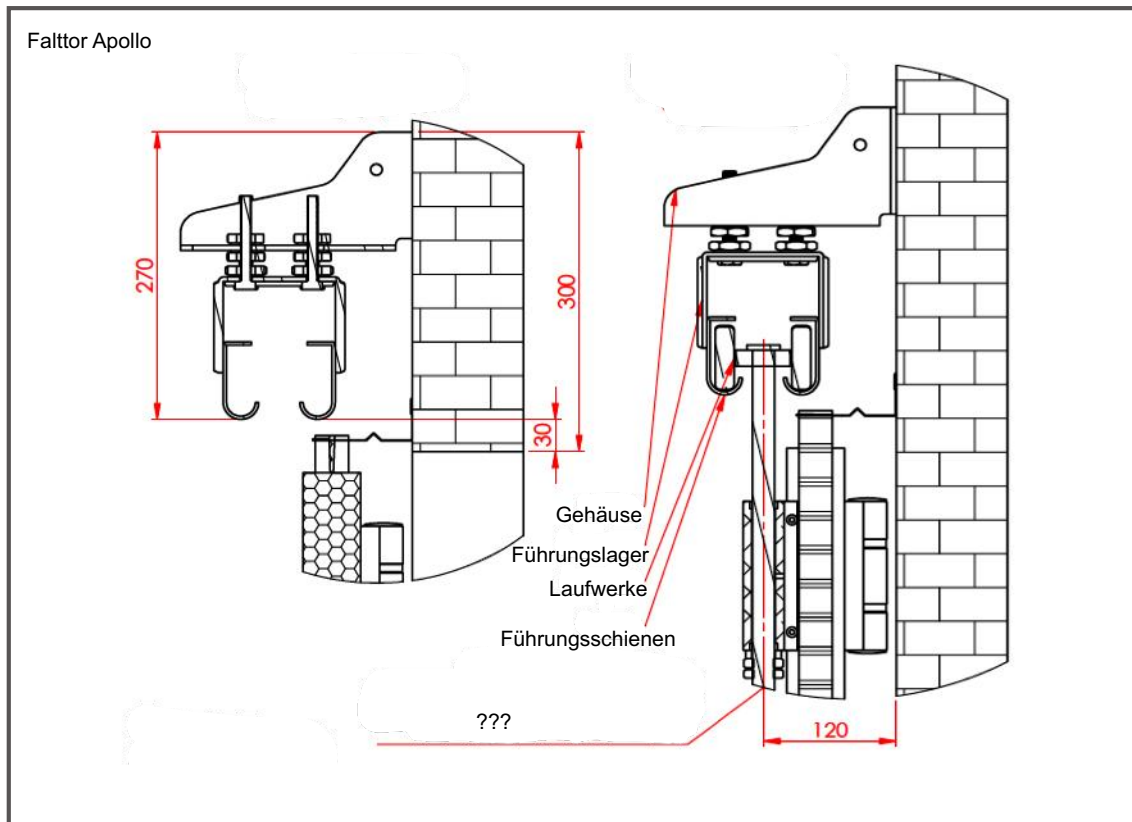 Falttor Apollo
270
300
30
Gehäuse
Führungslager
Laufwerke
Führungsschienen
???
120